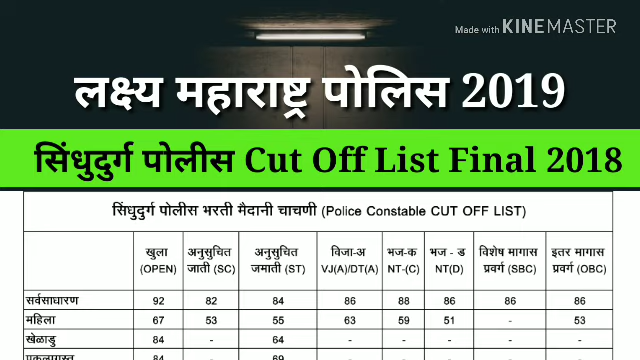 Made with KINEMASTER
लक्ष्य महाराष्ट्र पोलिस 2019
सिंधुदुर्ग पोलीस Cut Off List Final 2018
सिंधुदुर्ग पोलीस भरती मैदानी चाचणी (Police Constable CUT OFF LIST)
खुला (OPEN) अनुसुचित जाती (SC) अनुसुचित जमाती (ST) विजा-अ VJ(A)/DT(A) भज-क NT-(C) भज - ड NT(D) विशेष मागास प्रवर्ग (SBC) इतर मागास प्रवर्ग (OBC)
सर्वसाधारण 92 82 84 86 88 86 86 86
महिला 67 53 55 63 59 51 - 53
खेळाडु 84 - 64 - - - - -